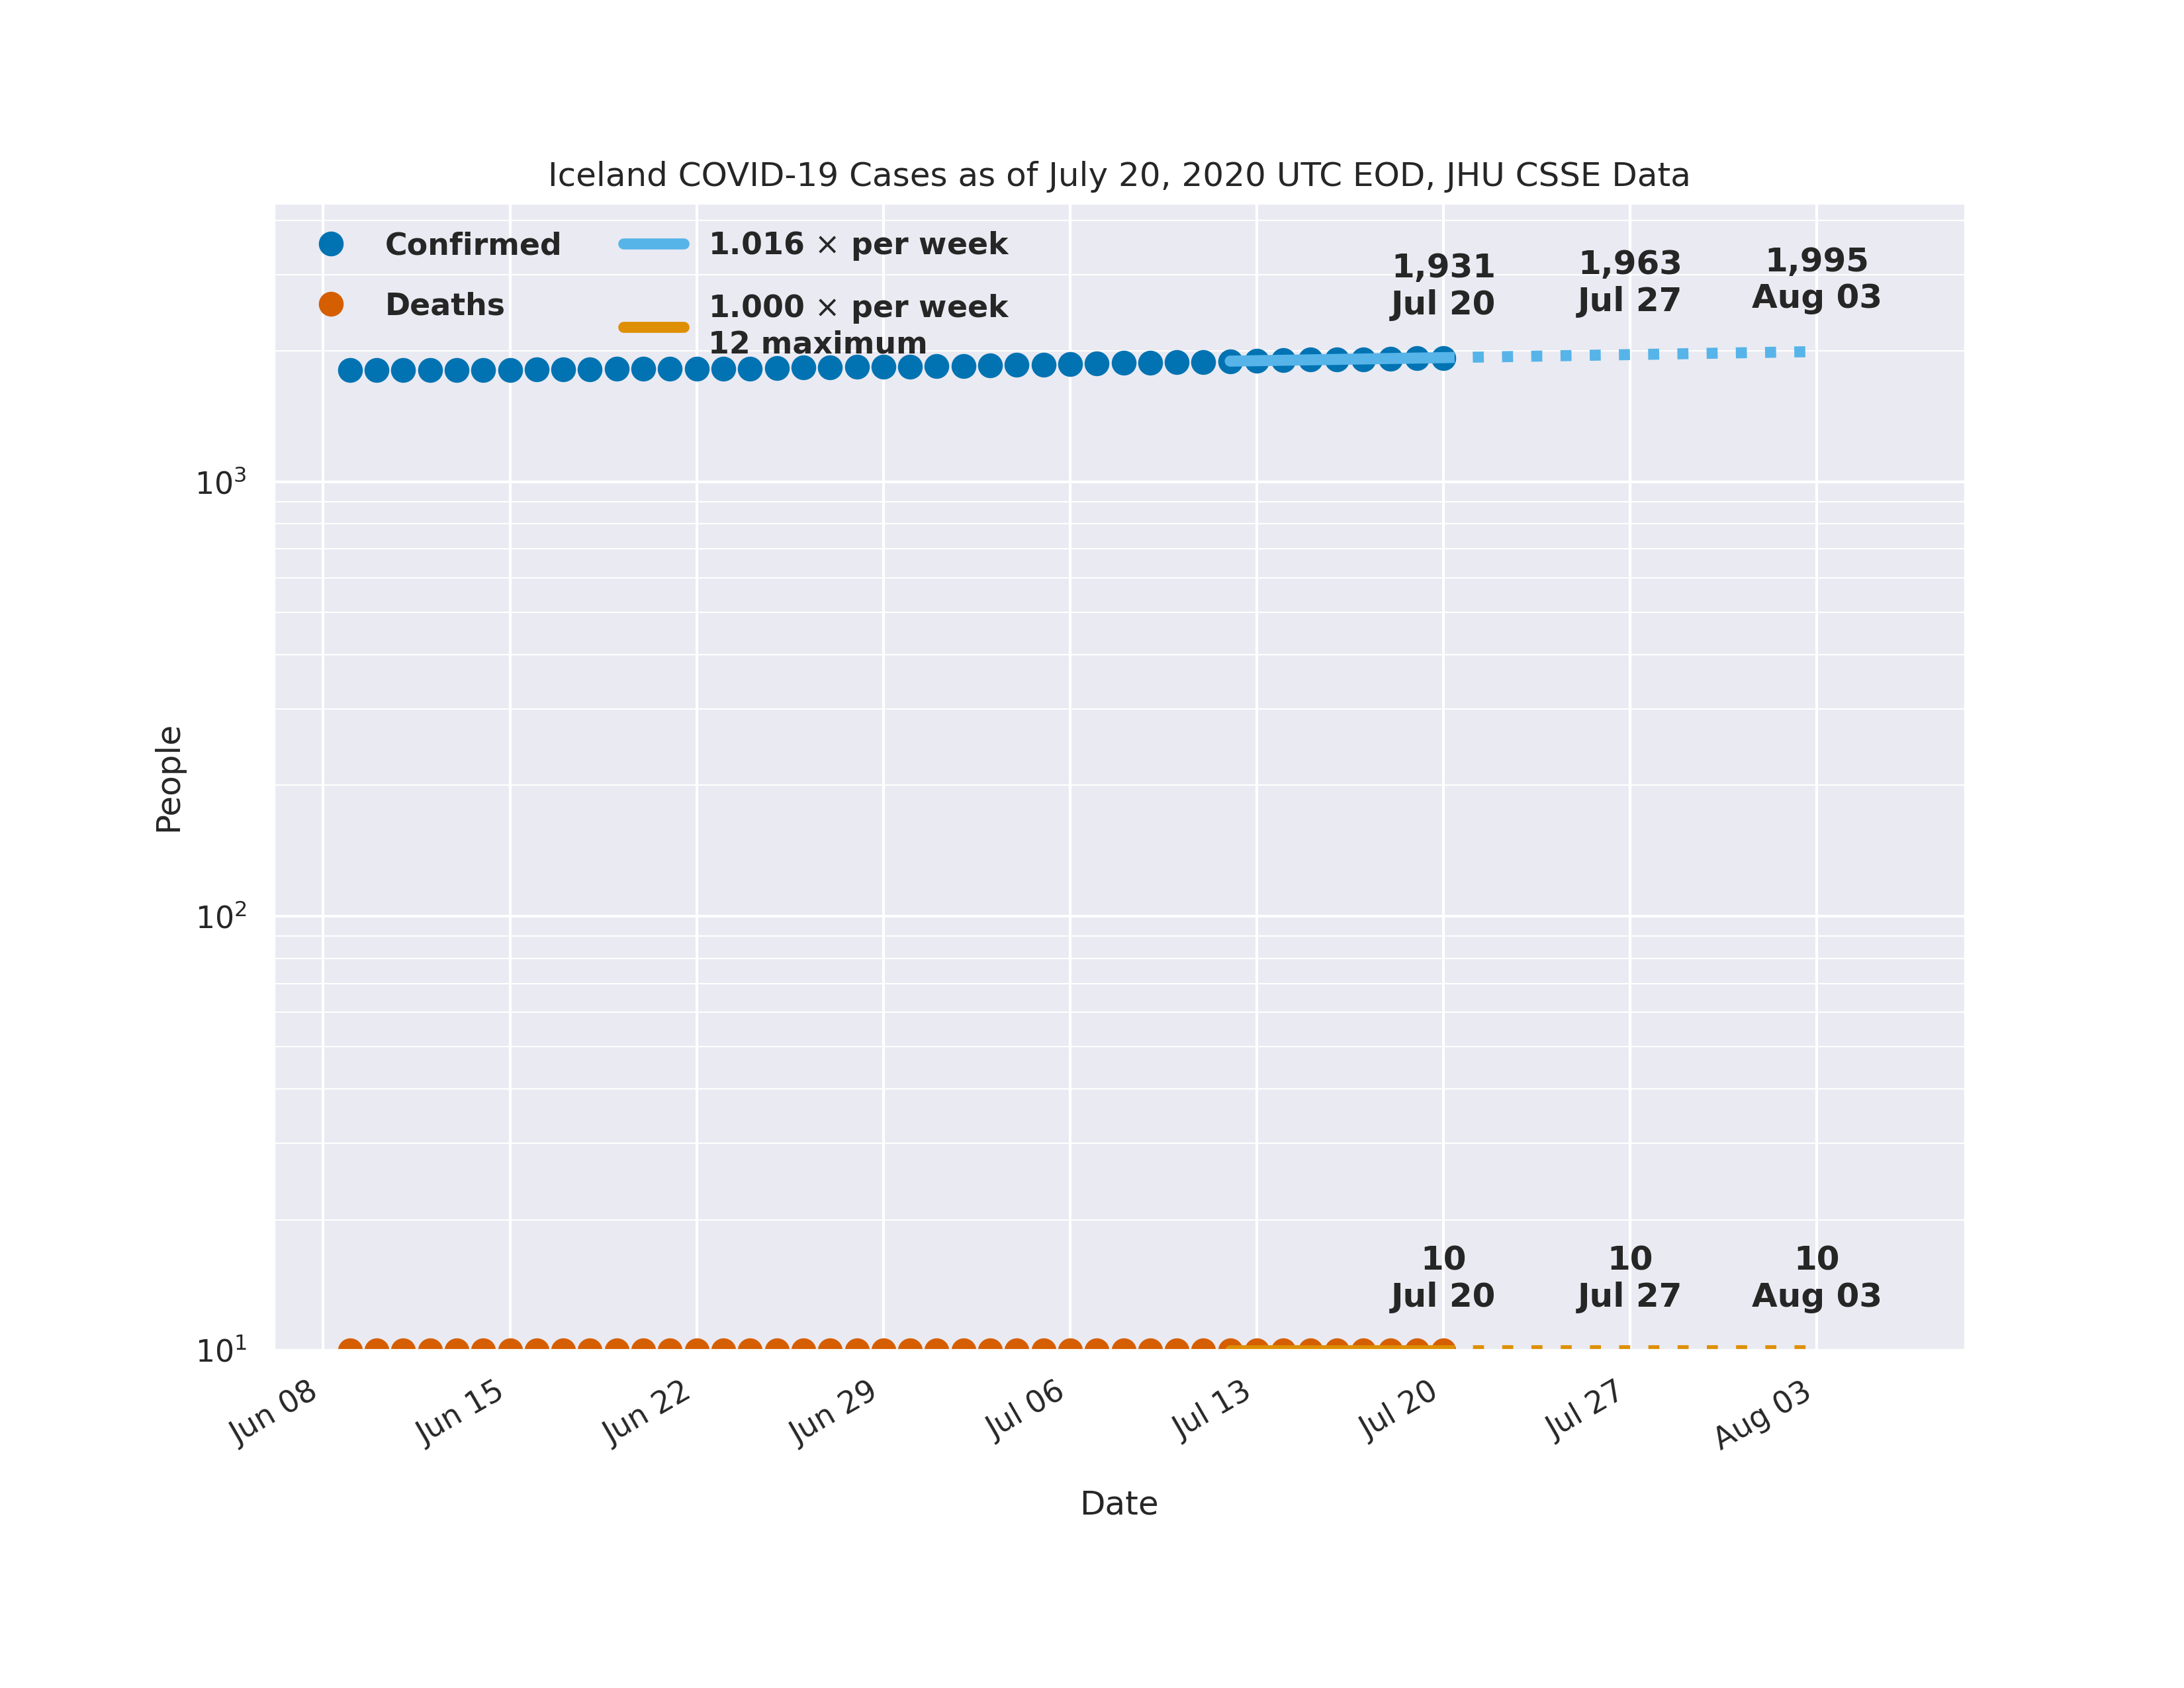 Iceland COVID-19 Cases as of July 20, 2020 UTC EOD, JHU CSSE Data
Confirmed
Deaths
1.016 × per week
1.000 × per week
12 maximum
1,931
Jul 20
1,963
Jul 27
1,995
Aug 03
10³
10²
10¹
People
10
Jul 20
10
Jul 27
10
Aug 03
Jun 08
Jun 15
Jun 22
Jun 29
Jul 06
Jul 13
Jul 20
Jul 27
Aug 03
Date